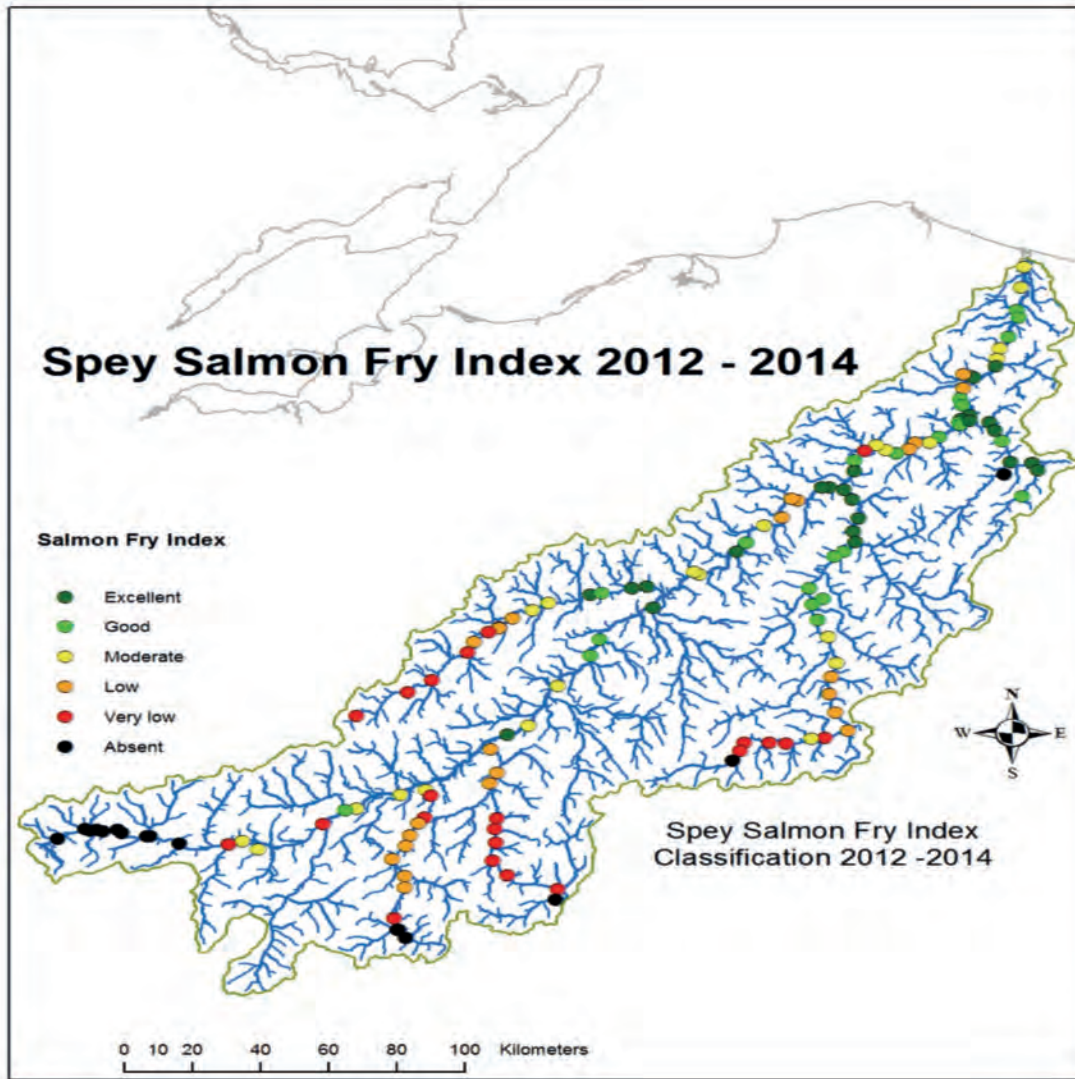 Spey Salmon Fry Index 2012 - 2014
Salmon Fry Index
Excellent
Good
Moderate
Low
Very low
Absent
N
W E
S
Spey Salmon Fry Index
Classification 2012 -2014
0 10 20 40 60 80 100 Kilometers